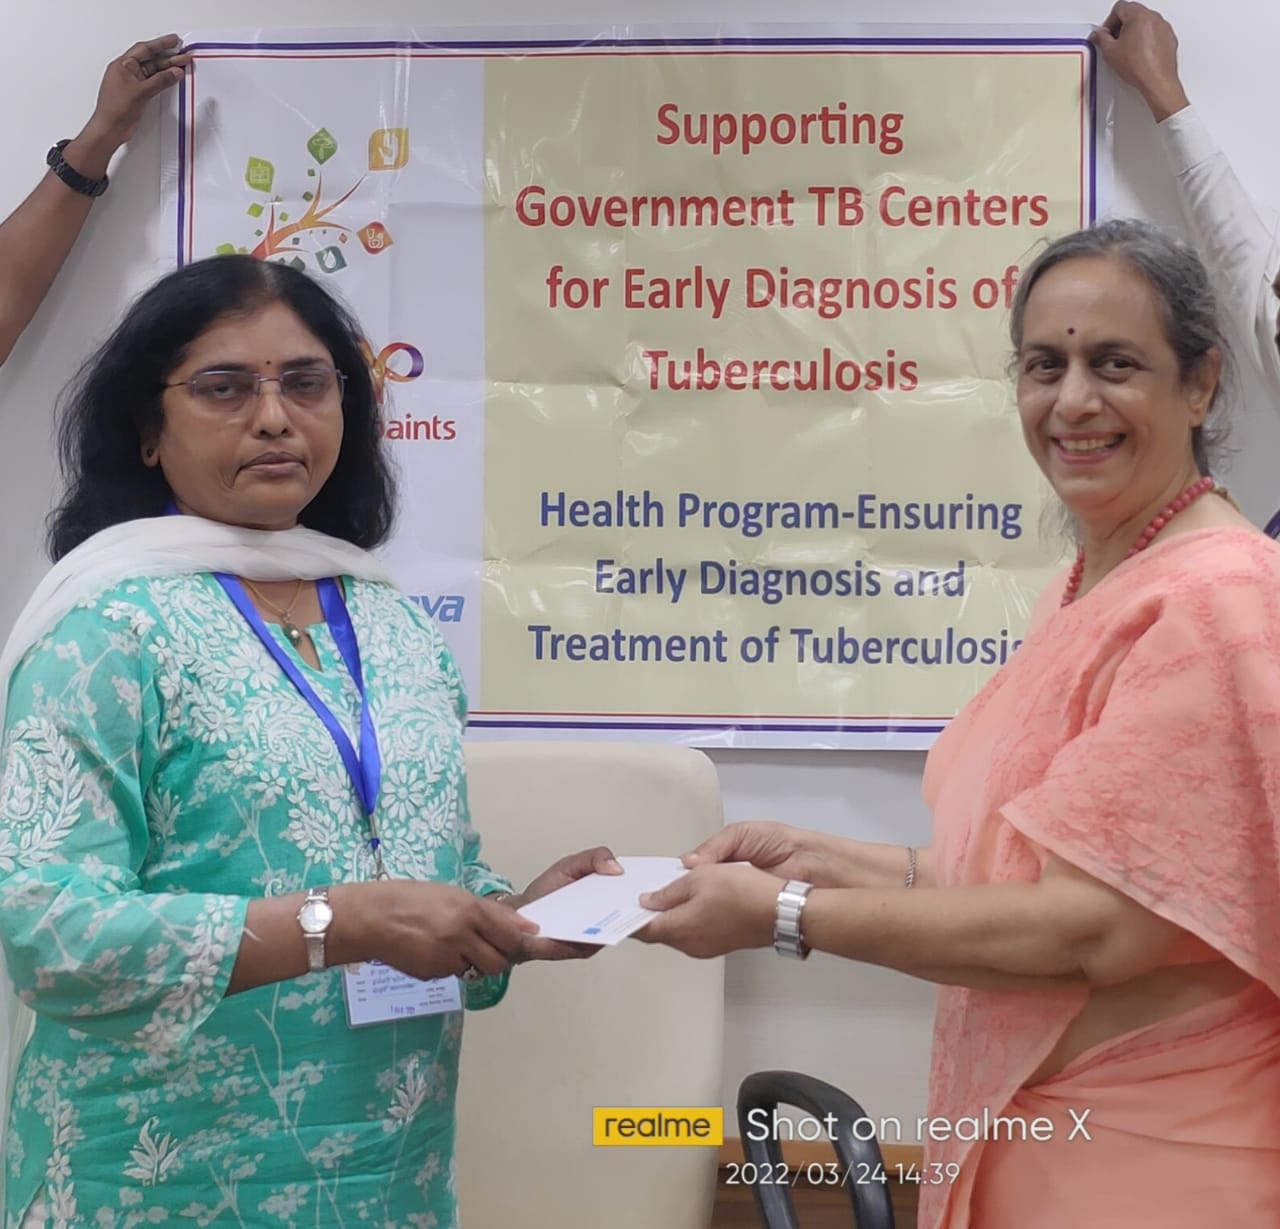 Supporting
Government TB Centers
for Early Diagnosis of
Tuberculosis
Health Program-Ensuring
Early Diagnosis and
Treatment of Tuberculosis
realme
Shot on realme X
2022/03/24 14:39